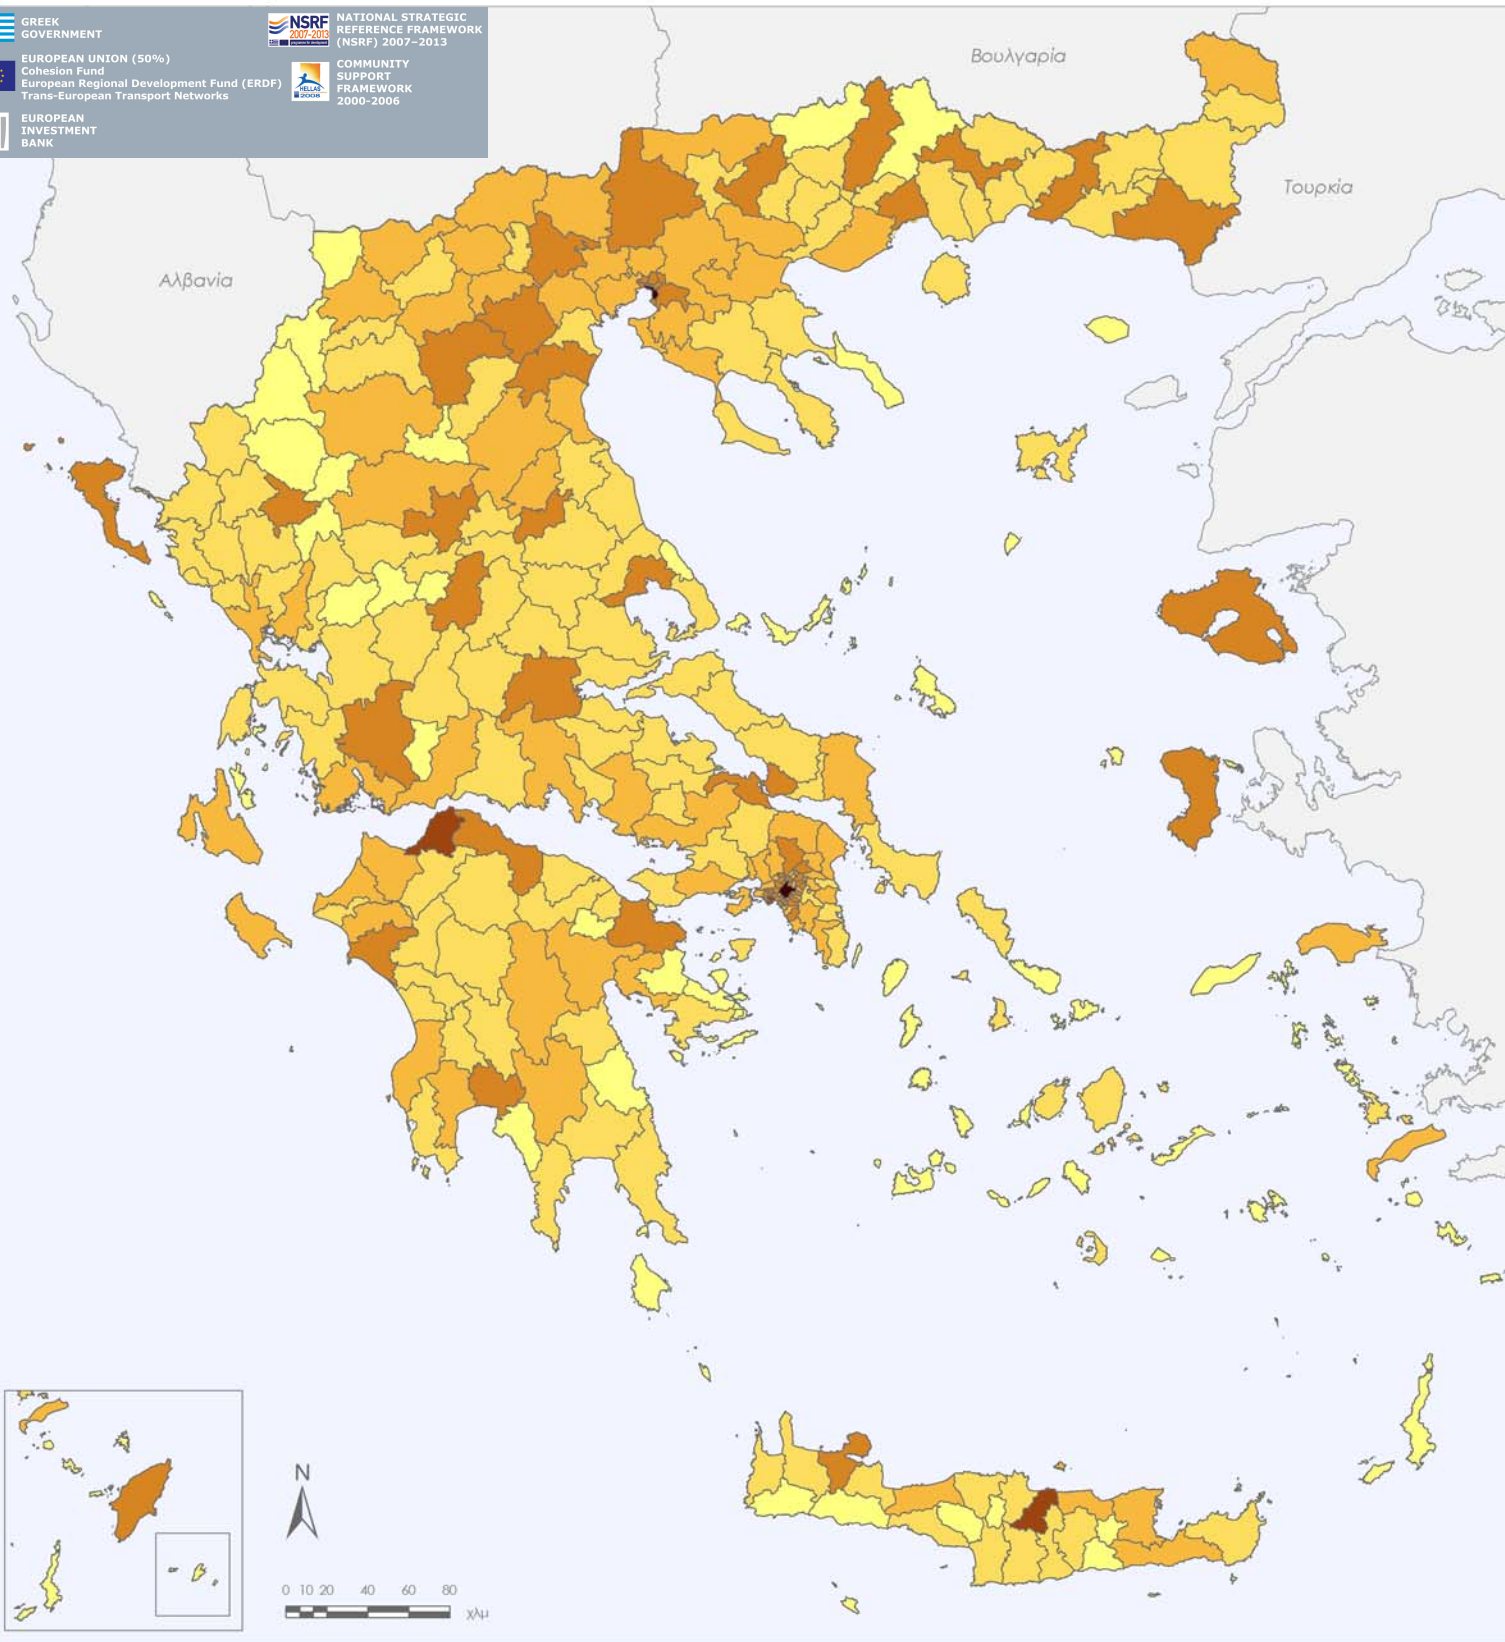 GREEK
GOVERNMENT
EUROPEAN UNION (50%)
Cohesion Fund
European Regional Development Fund (ERDF)
Trans-European Transport Networks
EUROPEAN
INVESTMENT
BANK
NSRF
2007-2013
NATIONAL STRATEGIC
REFERENCE FRAMEWORK
(NSRF) 2007–2013
HELLAS
2008
COMMUNITY
SUPPORT
FRAMEWORK
2000-2006
Βουλγαρία
Τουρκία
Αλβανία
N
0 10 20 40 60 80
χλμ